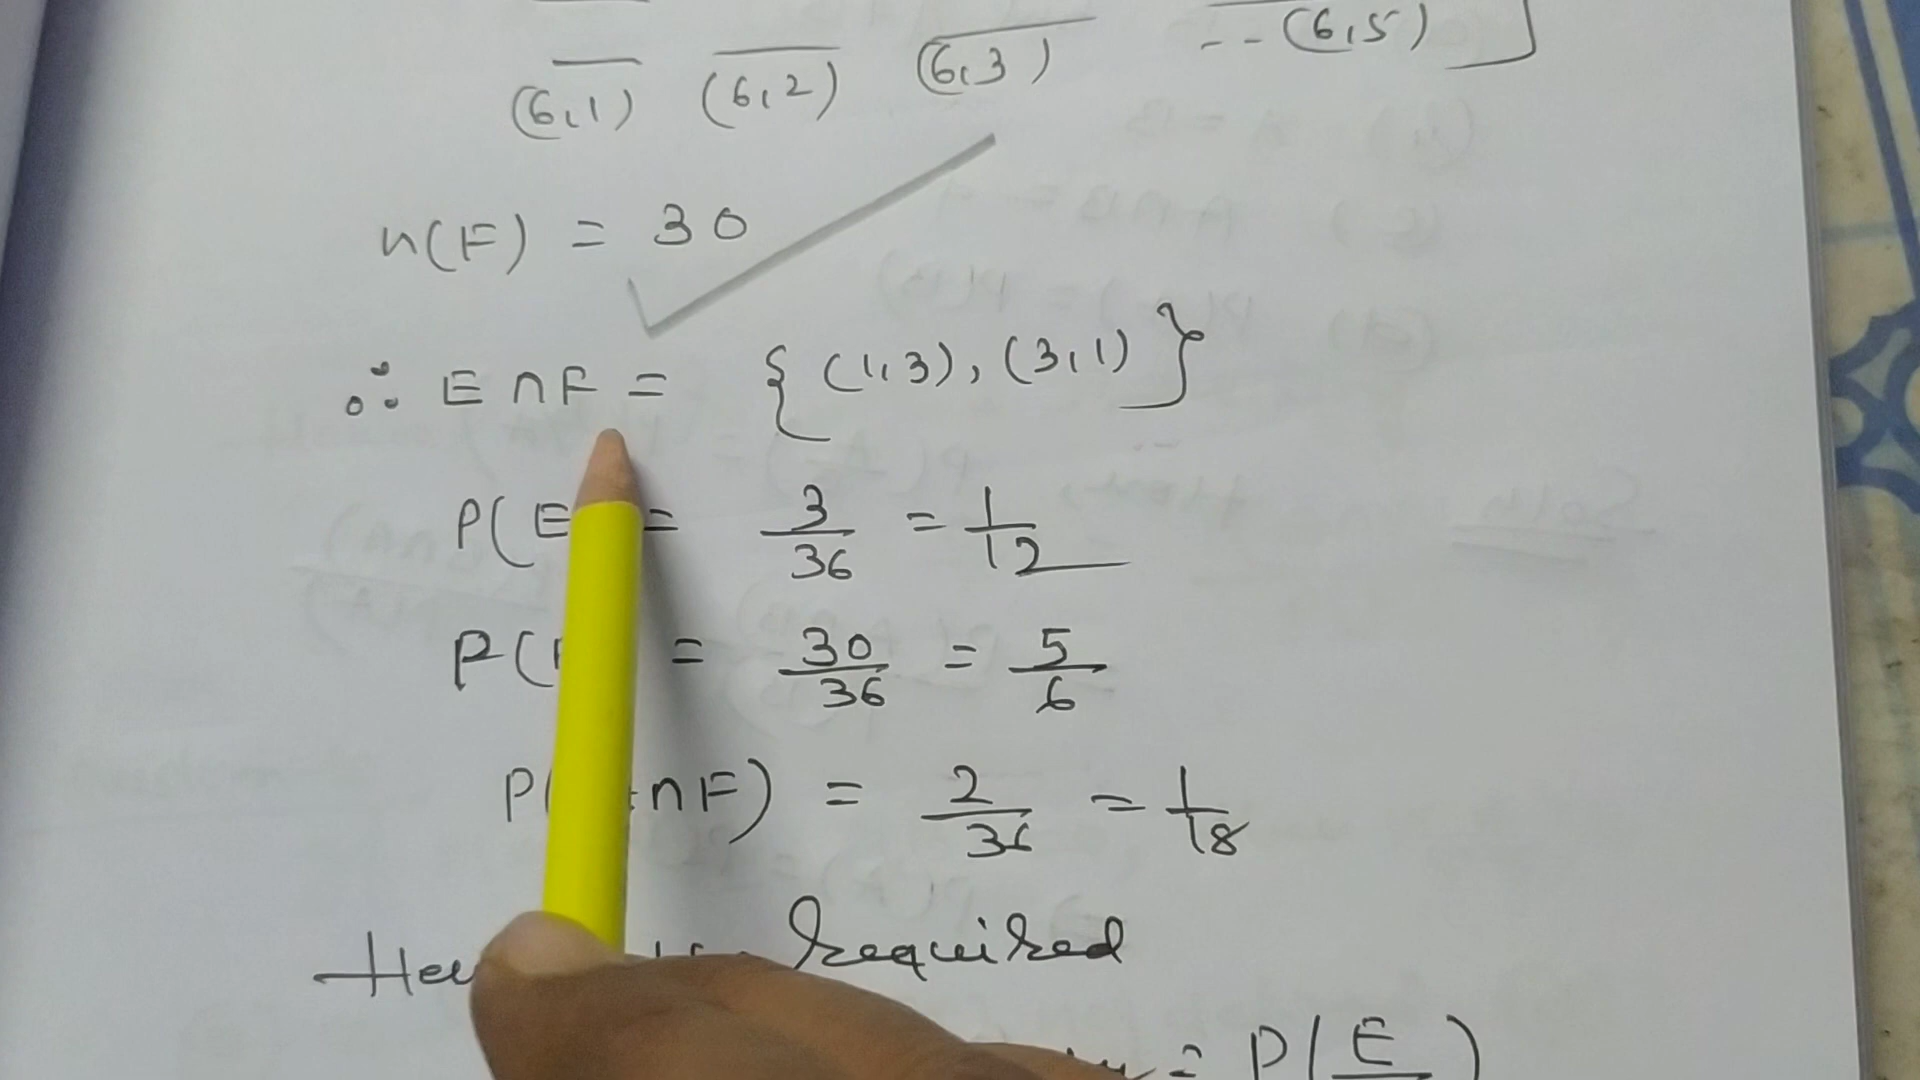 (6,1) (6,2) (6,3) -- (6,5) }
n(F) = 30
∴ E∩F = { (1,3), (3,1) }
P(E = 3/36 = 1/12
P( = 30/36 = 5/6
P( ∩F) = 2/36 = 1/18
required
= P(E